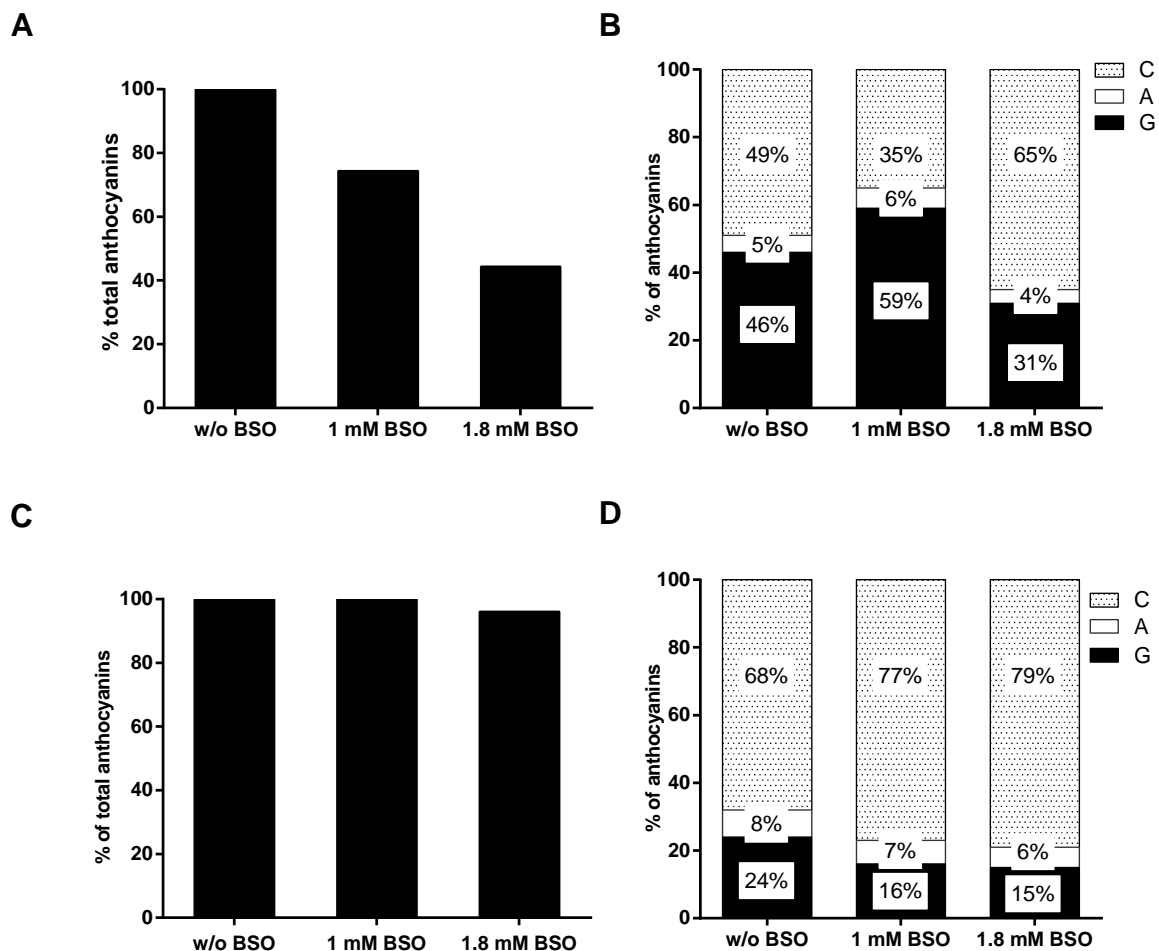 A
% total anthocyanins
100
80
60
40
20
0
w/o BSO 1 mM BSO 1.8 mM BSO
B
% of anthocyanins
100
80
60
40
20
0
49% 35% 65%
5% 6% 4%
46% 59% 31%
w/o BSO 1 mM BSO 1.8 mM BSO
C
A
G
C
% of total anthocyanins
100
80
60
40
20
0
w/o BSO 1 mM BSO 1.8 mM BSO
D
% of anthocyanins
100
80
60
40
20
0
68% 77% 79%
8% 7% 6%
24% 16% 15%
w/o BSO 1 mM BSO 1.8 mM BSO
C
A
G